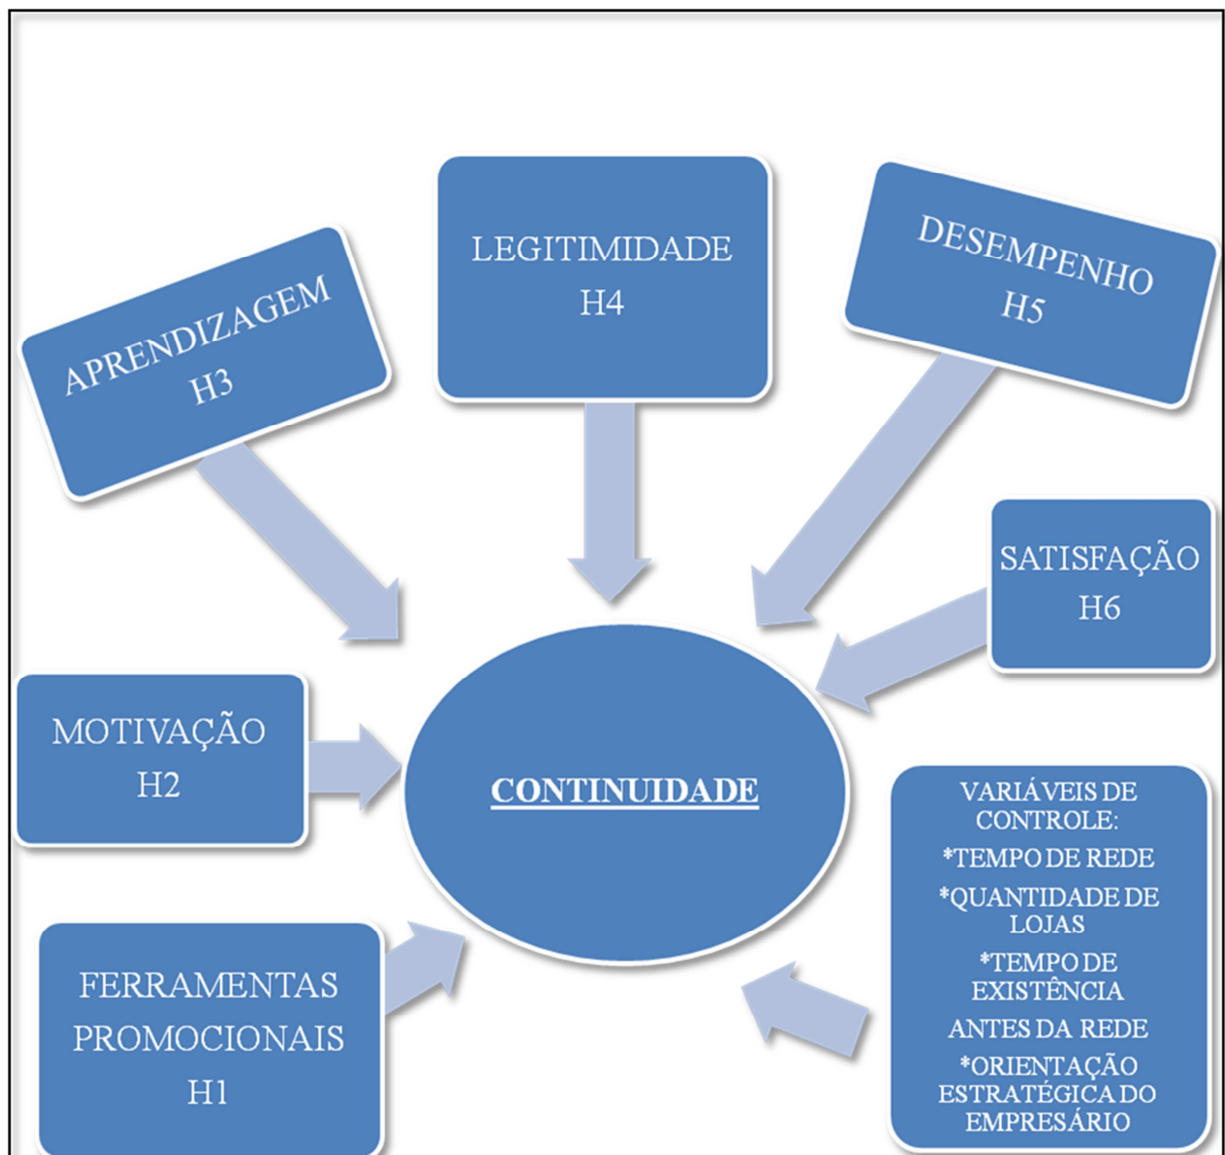 LEGITIMIDADE
H4
DESEMPENHO
H5
APRENDIZAGEM
H3
SATISFAÇÃO
H6
MOTIVAÇÃO
H2
CONTINUIDADE
VARIÁVEIS DE
CONTROLE:
*TEMPO DE REDE
*QUANTIDADE DE
LOJAS
*TEMPO DE
EXISTÊNCIA
ANTES DA REDE
*ORIENTAÇÃO
ESTRATÉGICA DO
EMPRESÁRIO
FERRAMENTAS
PROMOCIONAIS
H1